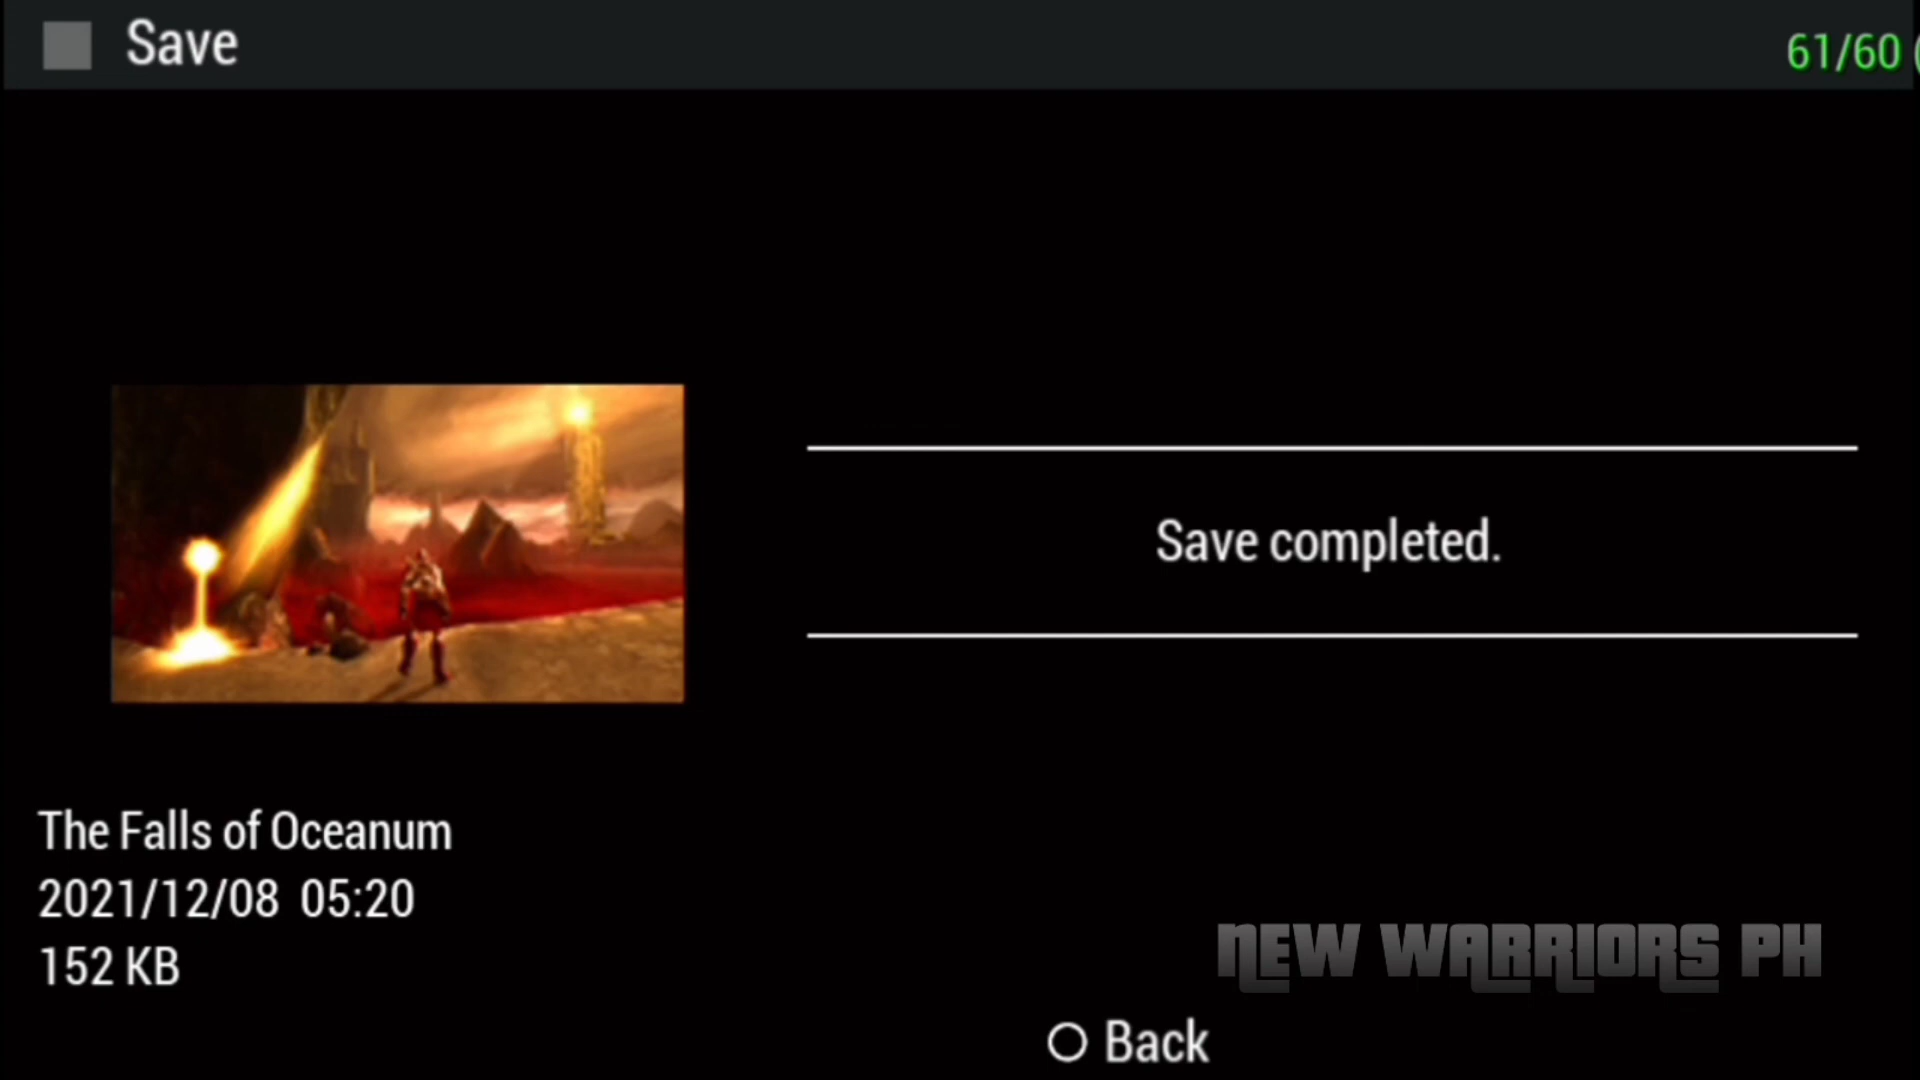 Save
61/60 (
Save completed.
The Falls of Oceanum
2021/12/08 05:20
152 KB
NEW WARRIORS PH
Back